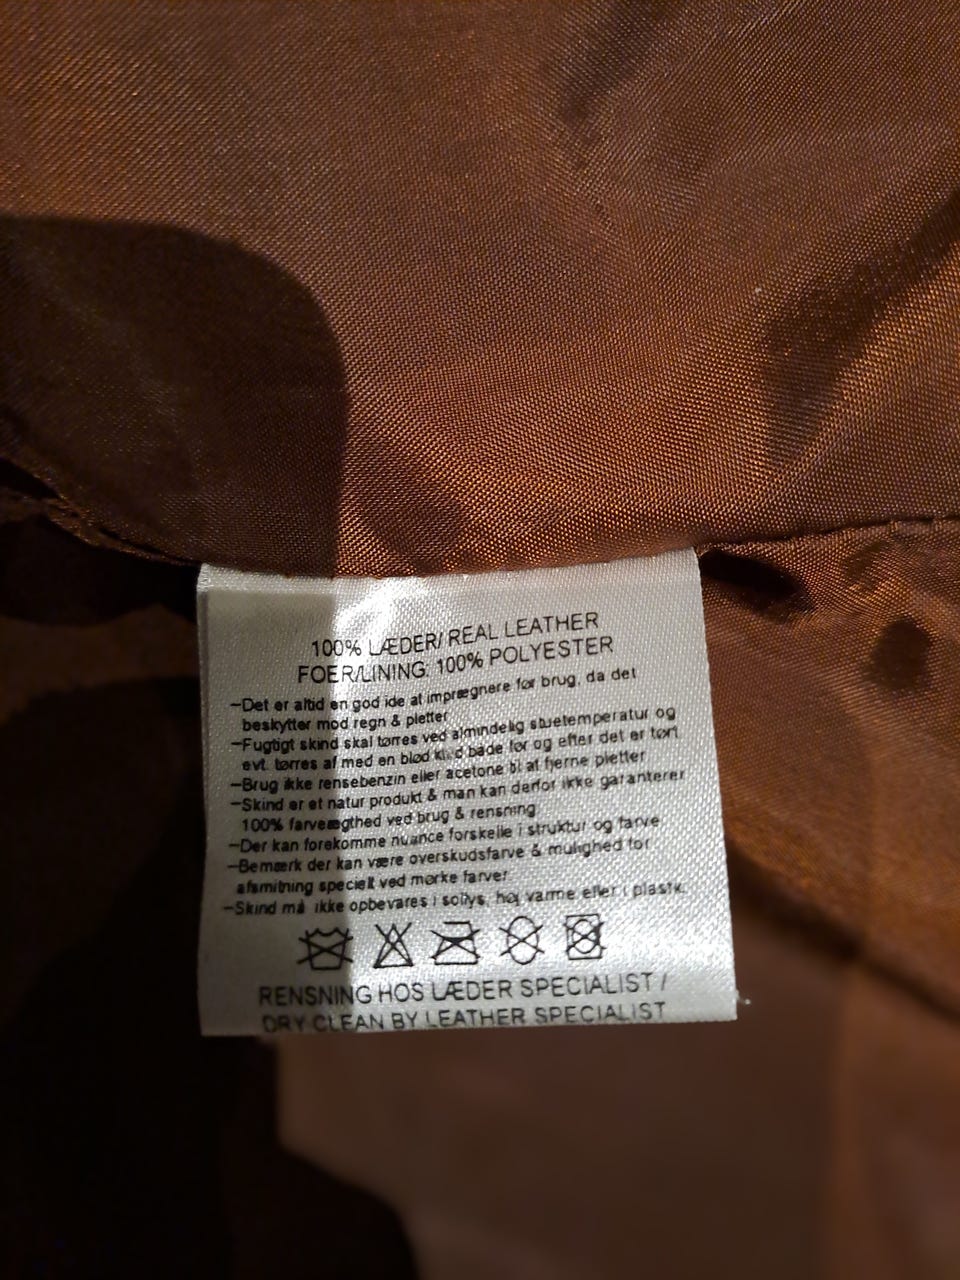 100% LÆDER/ REAL LEATHER
FOER/LINING: 100% POLYESTER
–Det er altid en god ide at imprægnere før brug, da det
beskytter mod regn & pletter
–Fugtigt skind skal tørres ved almindelig stuetemperatur og
evt. tørres af med en blød klud både før og efter det er tørt
–Brug ikke rensebenzin eller acetone til at fjerne pletter
–Skind er et natur produkt & man kan derfor ikke garanterer
100% farveægthed ved brug & rensning
–Der kan forekomme nuance forskelle i struktur og farve
–Bemærk der kan være overskudsfarve & mulighed for
afsmitning specielt ved mørke farver
–Skind må ikke opbevares i sollys, høj varme eller i plastk.
RENSNING HOS LÆDER SPECIALIST /
DRY CLEAN BY LEATHER SPECIALIST